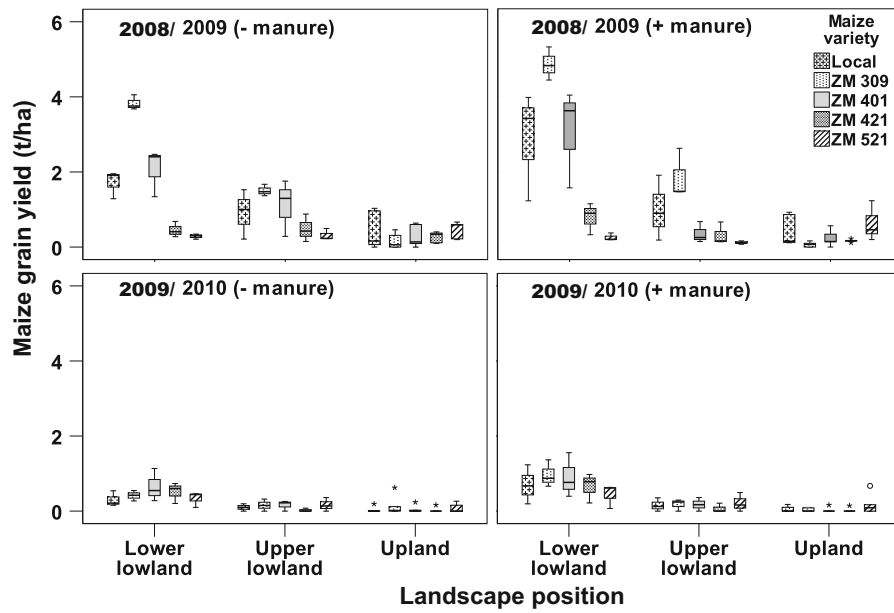 2008/ 2009 (- manure)
2008/ 2009 (+ manure)
Maize
variety
Local
ZM 309
ZM 401
ZM 421
ZM 521
6
4
2
0
2009/ 2010 (- manure)
2009/ 2010 (+ manure)
6
4
2
0
Maize grain yield (t/ha)
Lower
lowland
Upper
lowland
Upland
Lower
lowland
Upper
lowland
Upland
Landscape position